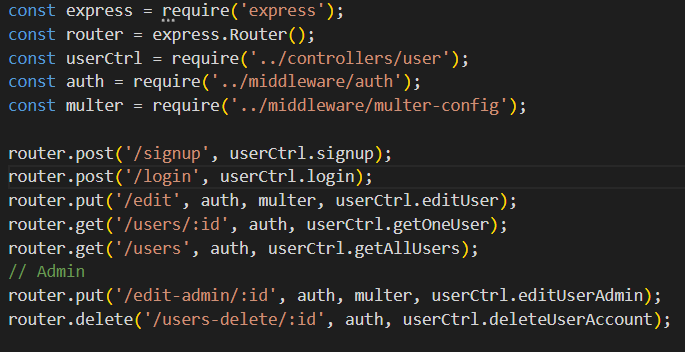 const express = require('express');
const router = express.Router();
const userCtrl = require('../controllers/user');
const auth = require('../middleware/auth');
const multer = require('../middleware/multer-config');
router.post('/signup', userCtrl.signup);
router.post('/login', userCtrl.login);
router.put('/edit', auth, multer, userCtrl.editUser);
router.get('/users/:id', auth, userCtrl.getOneUser);
router.get('/users', auth, userCtrl.getAllUsers);
// Admin
router.put('/edit-admin/:id', auth, multer, userCtrl.editUserAdmin);
router.delete('/users-delete/:id', auth, userCtrl.deleteUserAccount);